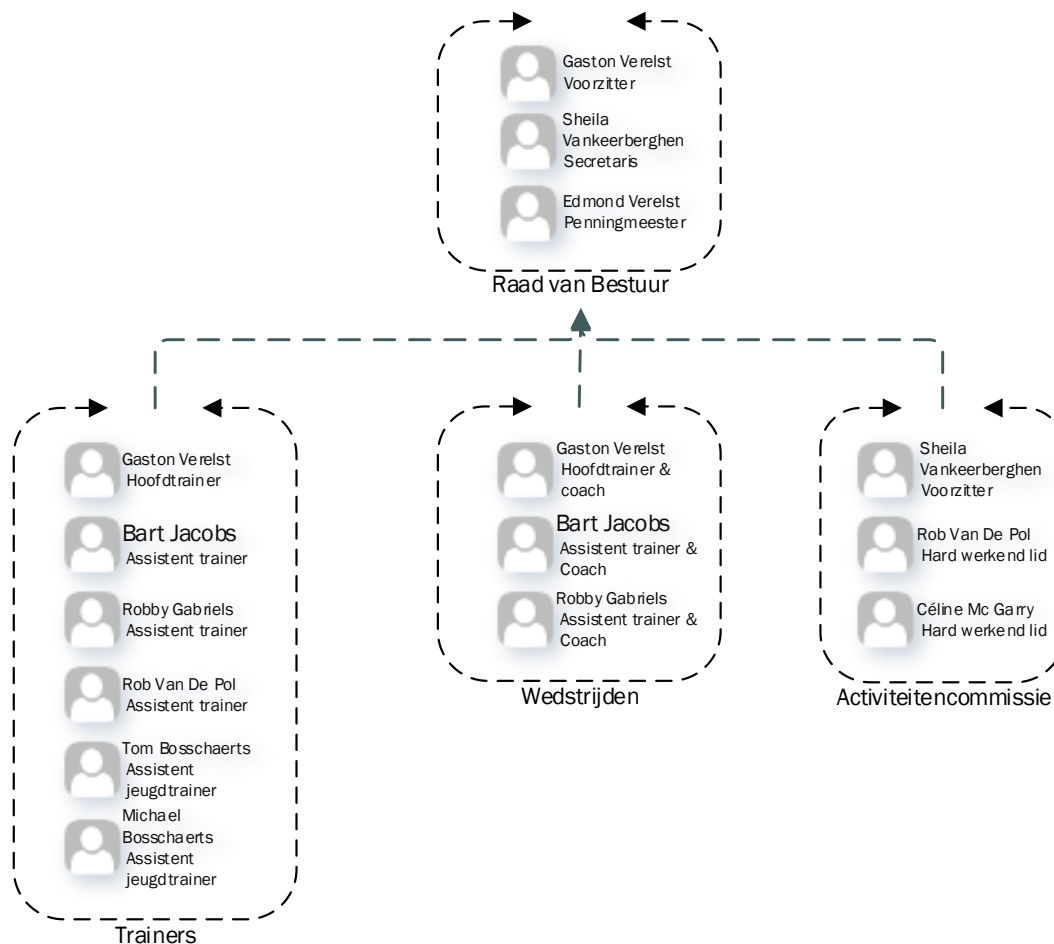 Gaston Verelst
Voorzitter
Sheila
Vankeerberghen
Secretaris
Edmond Verelst
Penningmeester
Raad van Bestuur
Gaston Verelst
Hoofdtrainer
Bart Jacobs
Assistent trainer
Robby Gabriels
Assistent trainer
Rob Van De Pol
Assistent trainer
Tom Bosschaerts
Assistent
jeugdtrainer
Michael
Bosschaerts
Assistent
jeugdtrainer
Trainers
Gaston Verelst
Hoofdtrainer &
coach
Bart Jacobs
Assistent trainer &
Coach
Robby Gabriels
Assistent trainer &
Coach
Wedstrijden
Sheila
Vankeerberghen
Voorzitter
Rob Van De Pol
Hard werkend lid
Céline Mc Garry
Hard werkend lid
Activiteitencommissie